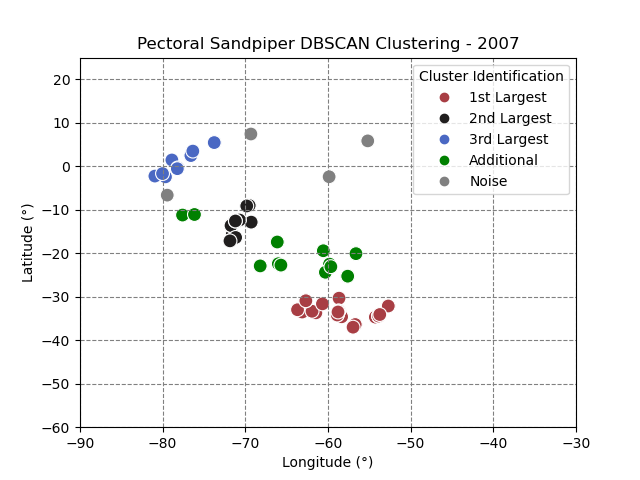 Pectoral Sandpiper DBSCAN Clustering - 2007
Cluster Identification
1st Largest
2nd Largest
3rd Largest
Additional
Noise
20
10
0
−10
−20
−30
−40
−50
−60
Latitude (°)
−90
−80
−70
−60
−50
−40
−30
Longitude (°)